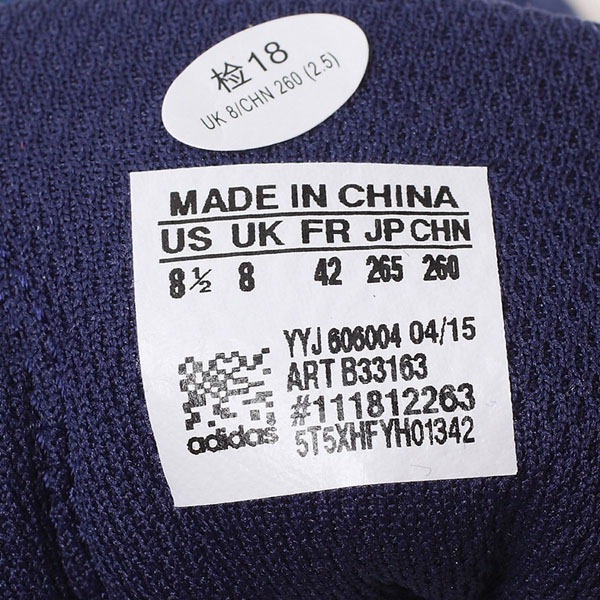 检18
UK 8/CHN 260 (2.5)
MADE IN CHINA
US UK FR JP CHN
8½ 8 42 265 260
YYJ 606004 04/15
ART B33163
#111812263
adidas 5T5XHFYH01342